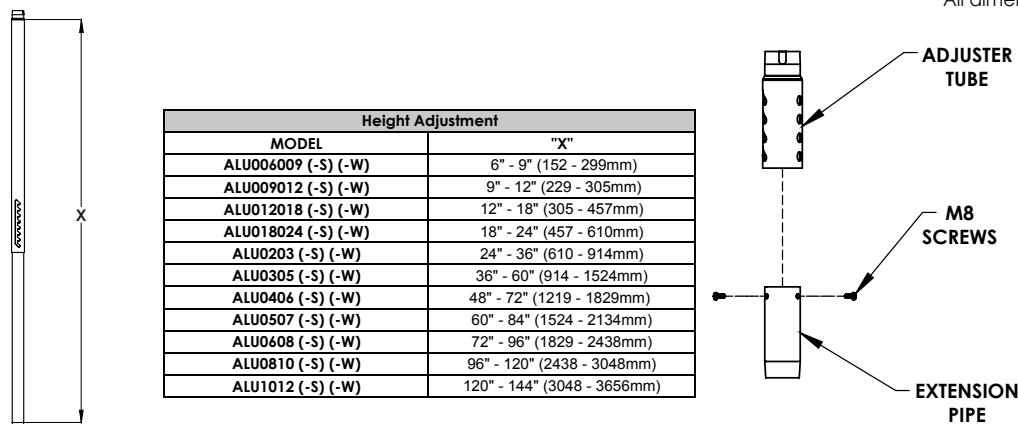 All dimen
X
Height Adjustment
MODEL "X"
ALU006009 (-S) (-W) 6" - 9" (152 - 299mm)
ALU009012 (-S) (-W) 9" - 12" (229 - 305mm)
ALU012018 (-S) (-W) 12" - 18" (305 - 457mm)
ALU018024 (-S) (-W) 18" - 24" (457 - 610mm)
ALU0203 (-S) (-W) 24" - 36" (610 - 914mm)
ALU0305 (-S) (-W) 36" - 60" (914 - 1524mm)
ALU0406 (-S) (-W) 48" - 72" (1219 - 1829mm)
ALU0507 (-S) (-W) 60" - 84" (1524 - 2134mm)
ALU0608 (-S) (-W) 72" - 96" (1829 - 2438mm)
ALU0810 (-S) (-W) 96" - 120" (2438 - 3048mm)
ALU1012 (-S) (-W) 120" - 144" (3048 - 3656mm)
ADJUSTER
TUBE
M8
SCREWS
EXTENSION
PIPE